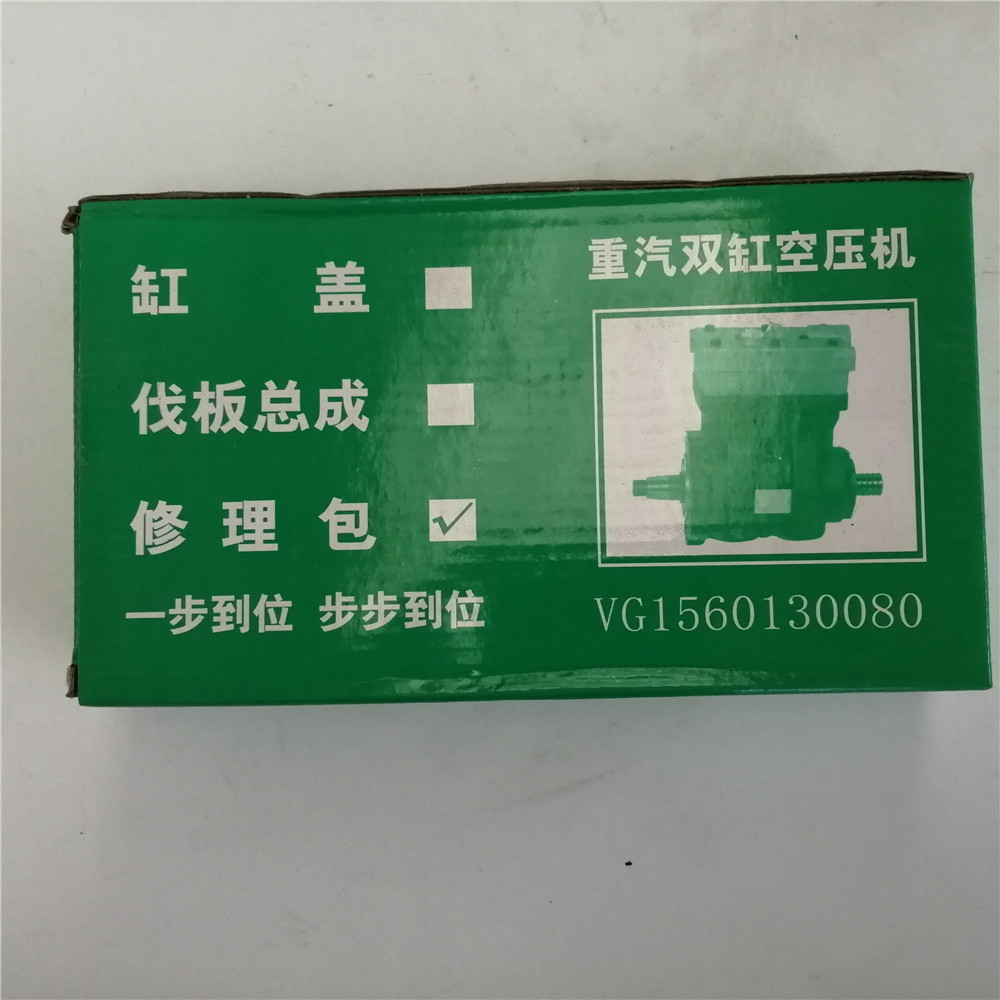 重汽双缸空压机
缸 盖
伐板总成
修理包 ✓
一步到位 步步到位
VG1560130080